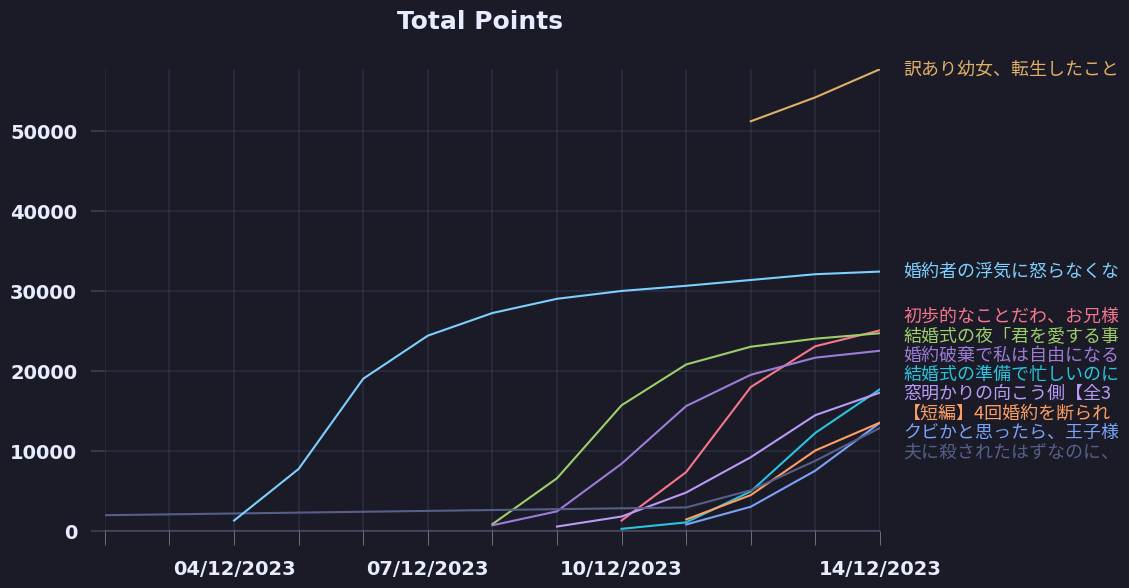 Total Points
訳あり幼女、転生したこと
50000
40000
30000
20000
10000
0
婚約者の浮気に怒らなくな
初歩的なことだわ、お兄様
結婚式の夜「君を愛する事
婚約破棄で私は自由になる
結婚式の準備で忙しいのに
窓明かりの向こう側【全3
【短編】4回婚約を断られ
クビかと思ったら、王子様
夫に殺されたはずなのに、
04/12/2023
07/12/2023
10/12/2023
14/12/2023